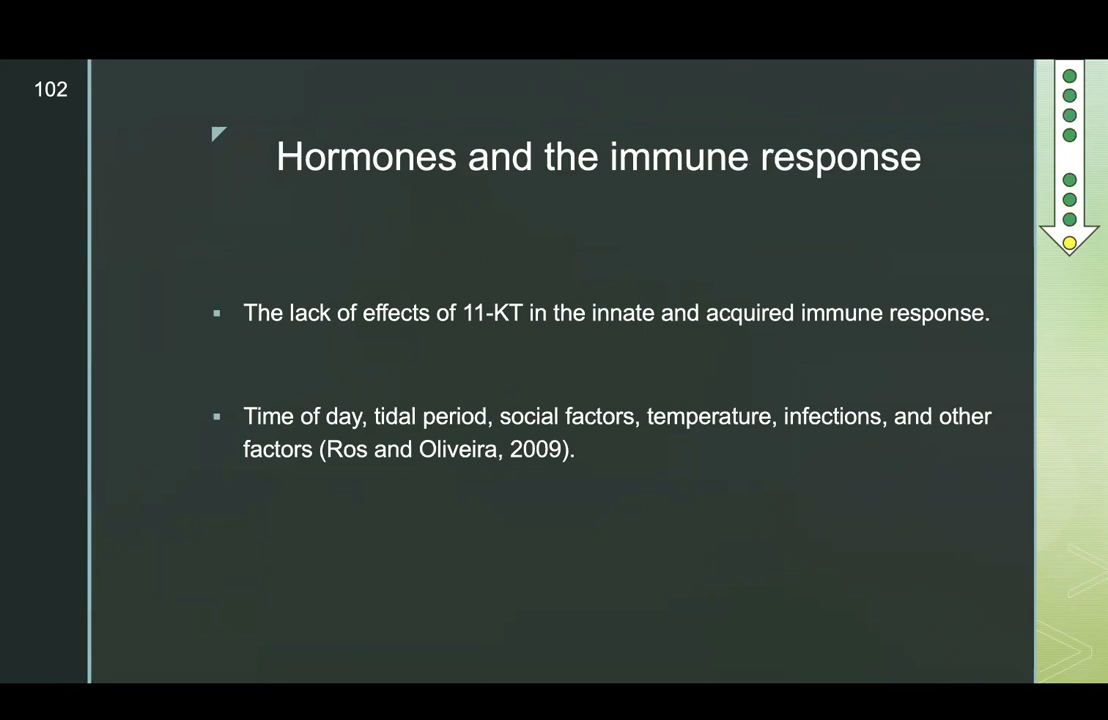 102
Hormones and the immune response
▪ The lack of effects of 11-KT in the innate and acquired immune response.
▪ Time of day, tidal period, social factors, temperature, infections, and other
factors (Ros and Oliveira, 2009).